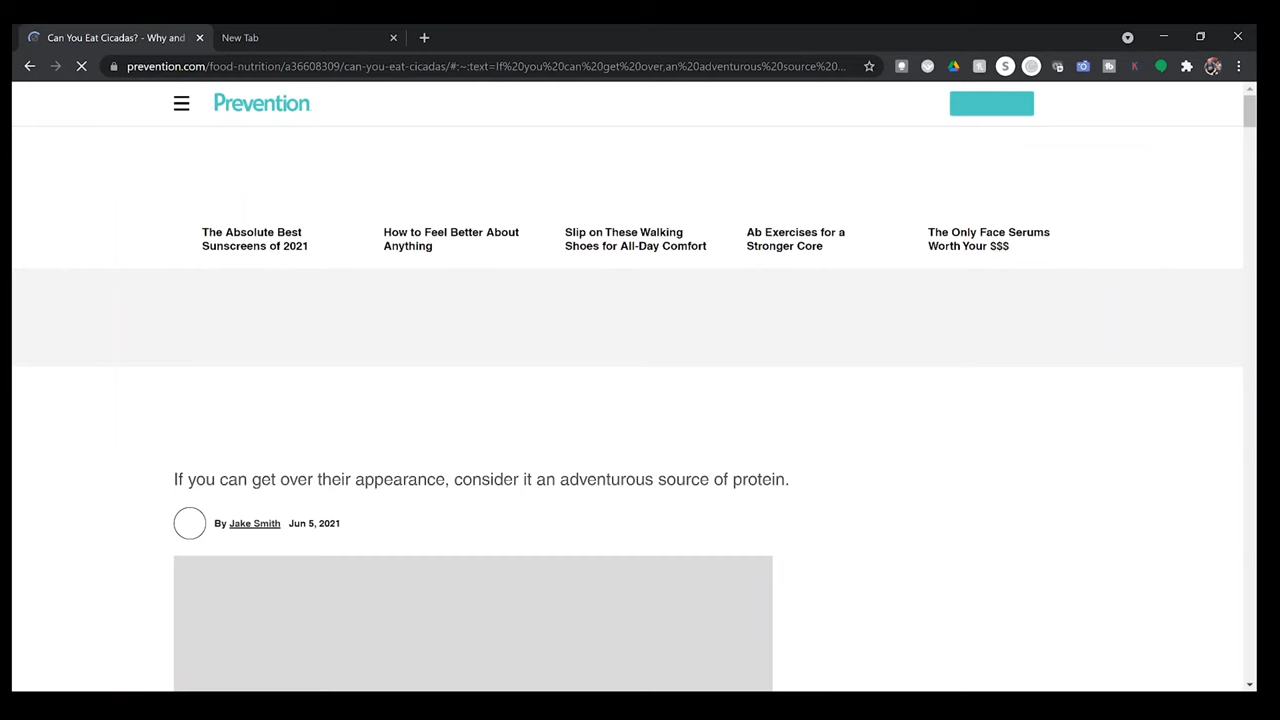 Can You Eat Cicadas? - Why and
New Tab
prevention.com/food-nutrition/a36608309/can-you-eat-cicadas/#:~:text=If%20you%20can%20get%20over,an%20adventurous%20source%20...
Prevention
The Absolute Best
Sunscreens of 2021
How to Feel Better About
Anything
Slip on These Walking
Shoes for All-Day Comfort
Ab Exercises for a
Stronger Core
The Only Face Serums
Worth Your $$$
If you can get over their appearance, consider it an adventurous source of protein.
By Jake Smith Jun 5, 2021